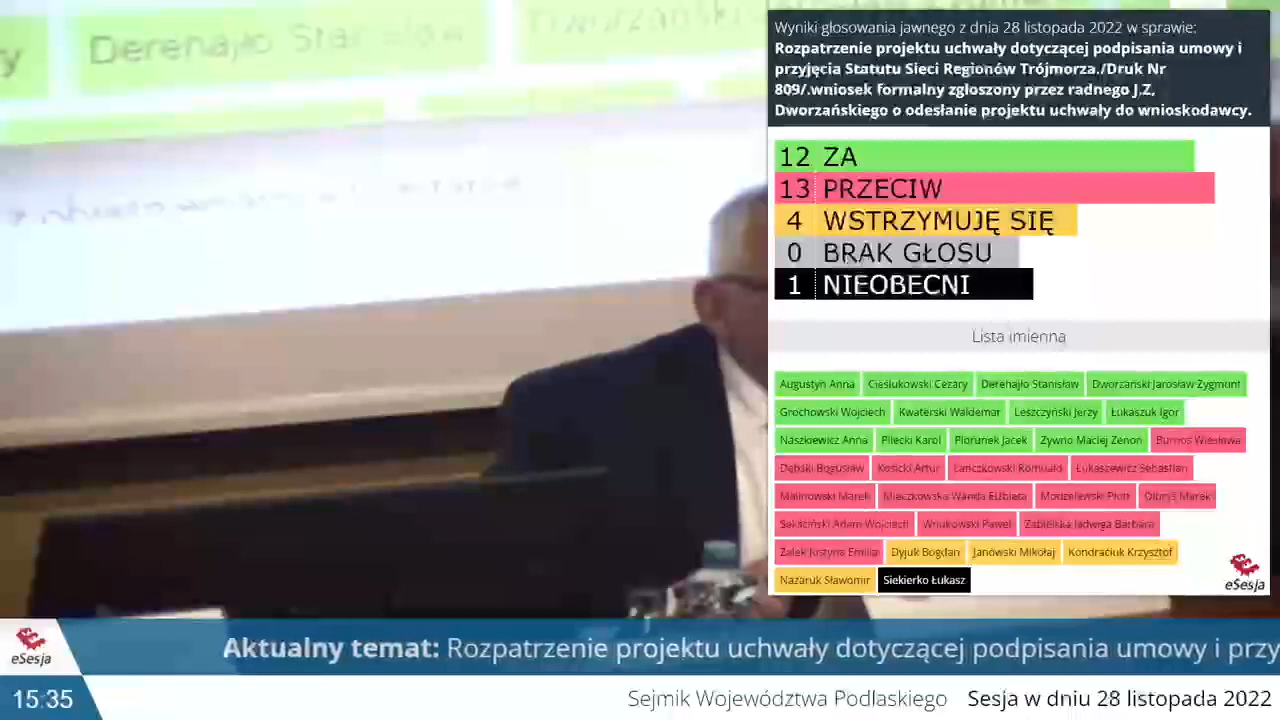 Derenajło Stanisław
Dworzański
Wyniki głosowania jawnego z dnia 28 listopada 2022 w sprawie:
Rozpatrzenie projektu uchwały dotyczącej podpisania umowy i
przyjęcia Statutu Sieci Regionów Trójmorza./Druk Nr
809/.wniosek formalny zgłoszony przez radnego J.Z.
Dworzańskiego o odesłanie projektu uchwały do wnioskodawcy.
12 ZA
13 PRZECIW
4 WSTRZYMUJĘ SIĘ
0 BRAK GŁOSU
1 NIEOBECNI
Lista imienna
Augustyn Anna Cieślukowski Cezary Derehajło Stanisław Dworzański Jarosław Zygmunt
Grochowski Wojciech Kwaterski Waldemar Leszczyński Jerzy Łukaszuk Igor
Naszkiewicz Anna Pilecki Karol Piorunek Jacek Żywno Maciej Zenon Burnos Wiesława
Dębski Bogusław Kosicki Artur Łanczkowski Romuald Łukaszewicz Sebastian
Malinowski Marek Mieczkowska Wanda Elżbieta Modzelewski Piotr Olbryś Marek
Sekściński Adam Wojciech Wnukowski Paweł Zabielska Jadwiga Barbara
Żalek Justyna Emilia Dyjuk Bogdan Janowski Mikołaj Kondraciuk Krzysztof
Nazaruk Sławomir Siekierko Łukasz
eSesja
eSesja
Aktualny temat: Rozpatrzenie projektu uchwały dotyczącej podpisania umowy i przy
15:35
Sejmik Województwa Podlaskiego Sesja w dniu 28 listopada 2022